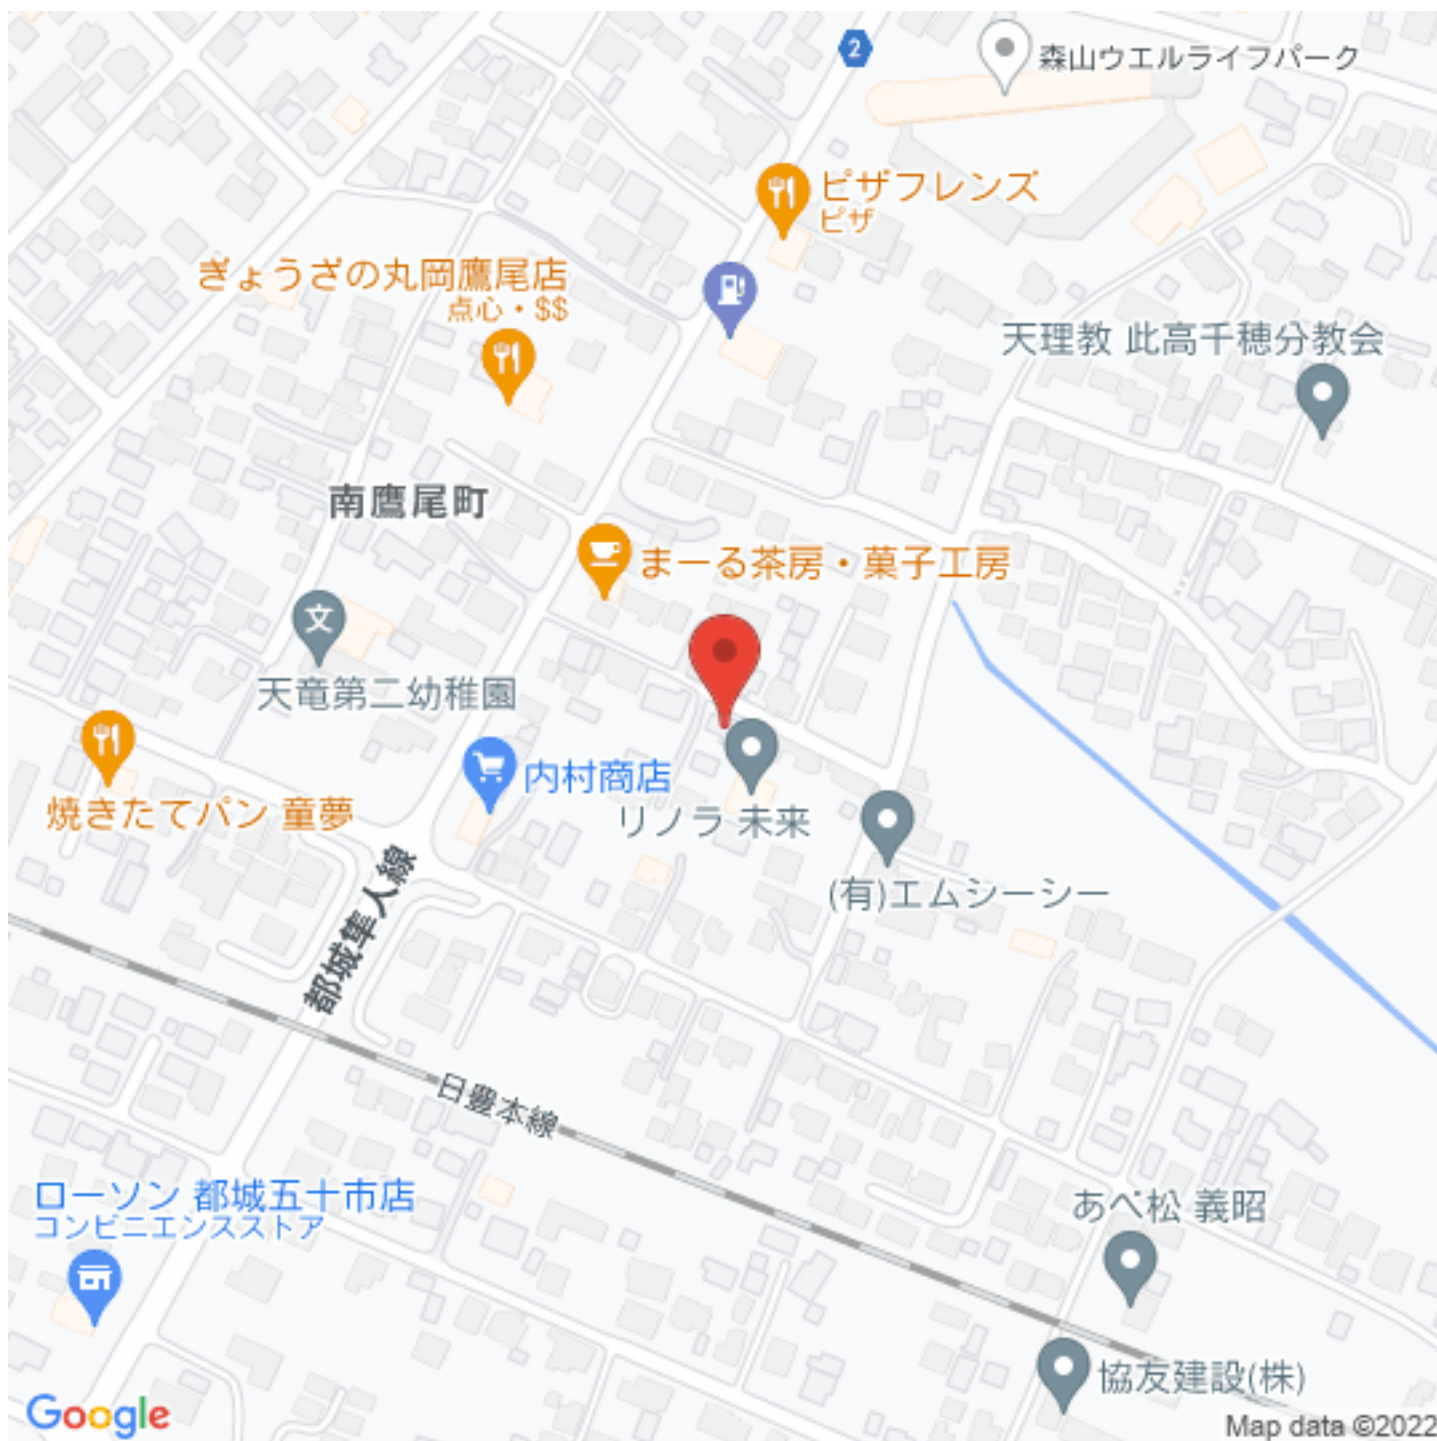 2
森山ウエルライフパーク
ピザフレンズ
ピザ
ぎょうざの丸岡鷹尾店
点心・$$
天理教 此高千穂分教会
南鷹尾町
まーる茶房・菓子工房
文
天竜第二幼稚園
内村商店
焼きたてパン 童夢
リノラ 未来
(有)エムシーシー
都城隼人線
日豊本線
ローソン 都城五十市店
コンビニエンスストア
あべ松 義昭
協友建設(株)
Google
Map data ©2022